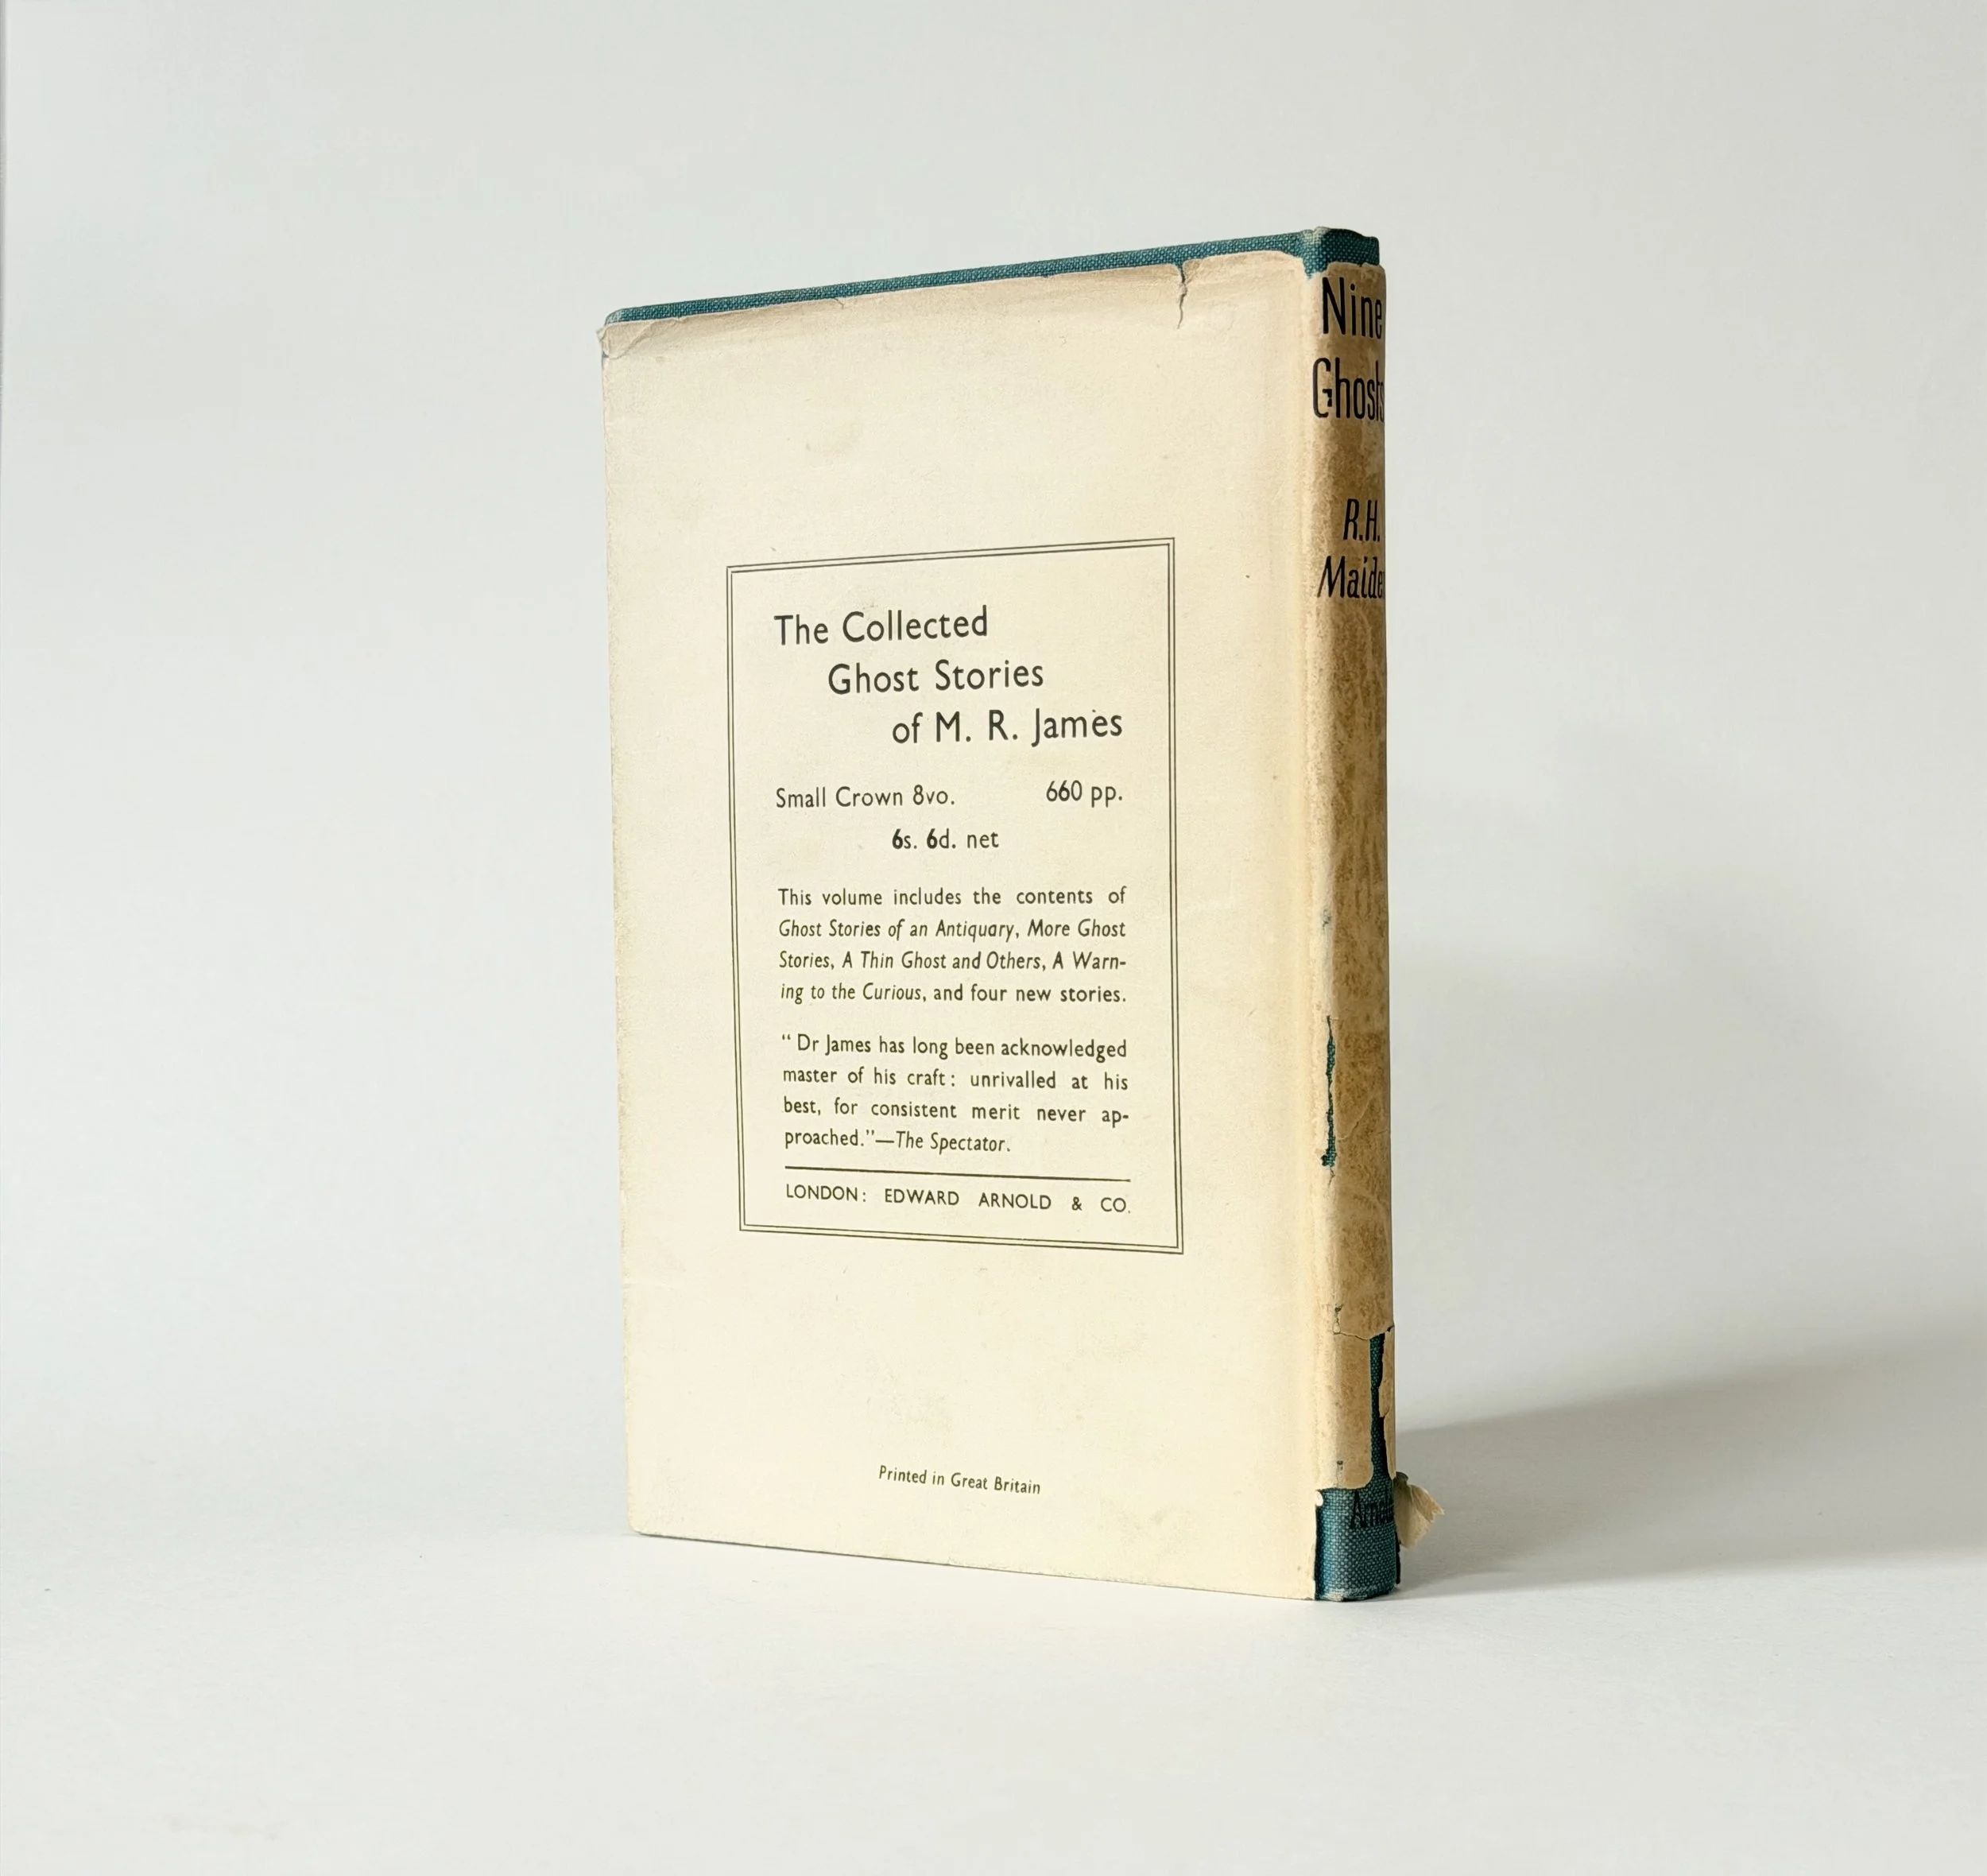 The Collected
Ghost Stories
of M. R. James
Small Crown 8vo. 660 pp.
6s. 6d. net
This volume includes the contents of
Ghost Stories of an Antiquary, More Ghost
Stories, A Thin Ghost and Others, A Warn-
ing to the Curious, and four new stories.
“ Dr James has long been acknowledged
master of his craft : unrivalled at his
best, for consistent merit never ap-
proached.”—The Spectator.
LONDON : EDWARD ARNOLD & CO.
Printed in Great Britain
Nine
Ghosts
R.H.
Maide